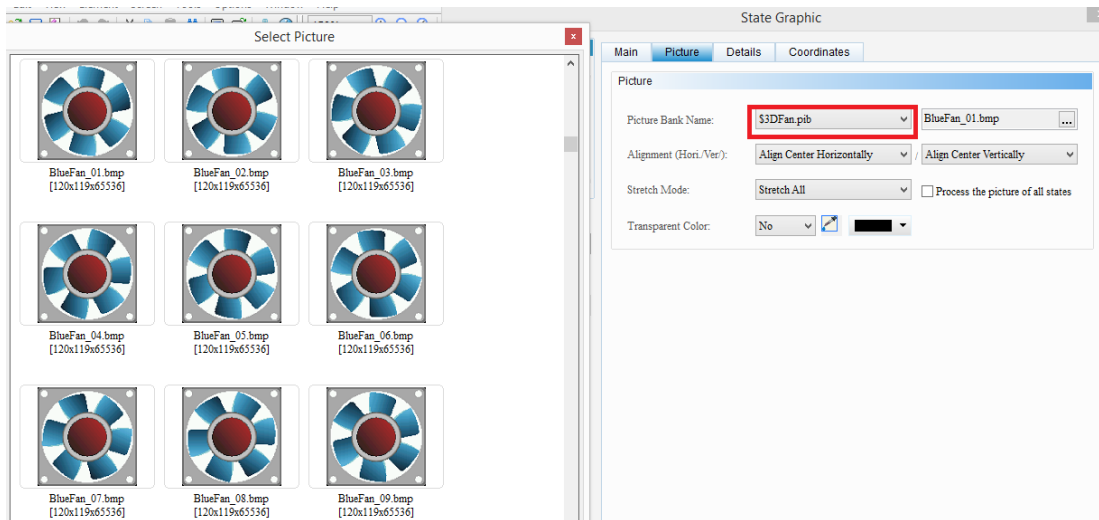 Select Picture
x
BlueFan_01.bmp
[120x119x65536]
BlueFan_02.bmp
[120x119x65536]
BlueFan_03.bmp
[120x119x65536]
BlueFan_04.bmp
[120x119x65536]
BlueFan_05.bmp
[120x119x65536]
BlueFan_06.bmp
[120x119x65536]
BlueFan_07.bmp
[120x119x65536]
BlueFan_08.bmp
[120x119x65536]
BlueFan_09.bmp
[120x119x65536]
State Graphic
Main Picture Details Coordinates
Picture
Picture Bank Name: $3DFan.pib BlueFan_01.bmp ...
Alignment (Hori./Ver/): Align Center Horizontally / Align Center Vertically
Stretch Mode: Stretch All Process the picture of all states
Transparent Color: No